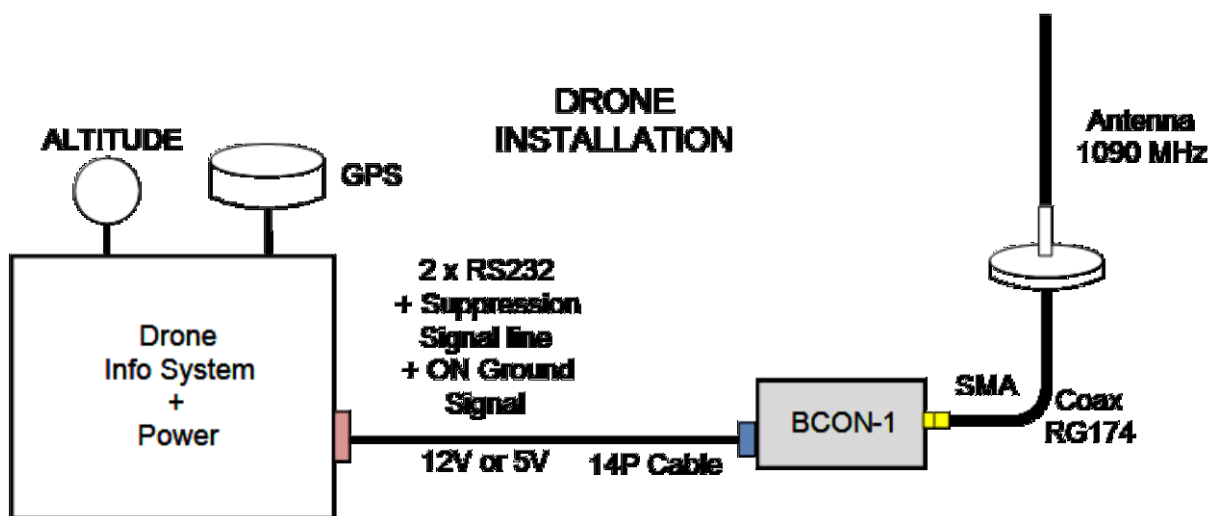 DRONE
INSTALLATION
ALTITUDE
GPS
Antenna
1090 MHz
2 x RS232
+ Suppression
Signal line
+ ON Ground
Signal
Drone
Info System
+
Power
12V or 5V
14P Cable
BCON-1
SMA
Coax
RG174